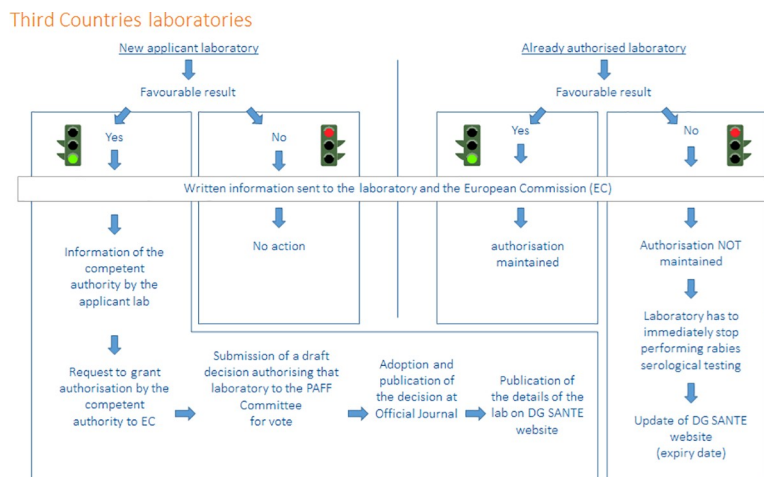 Third Countries laboratories
New applicant laboratory
Favourable result
Yes
No
Already authorised laboratory
Favourable result
Yes
No
Written information sent to the laboratory and the European Commission (EC)
Information of the
competent
authority by the
applicant lab
No action
authorisation
maintained
Authorisation NOT
maintained
Laboratory has to
immediately stop
performing rabies
serological testing
Request to grant
authorisation by the
competent
authority to EC
Submission of a draft
decision authorising that
laboratory to the PAFF
Committee
for vote
Adoption and
publication of
the decision at
Official Journal
Publication of
the details of the
lab on DG SANTE
website
Update of DG SANTE
website
(expiry date)